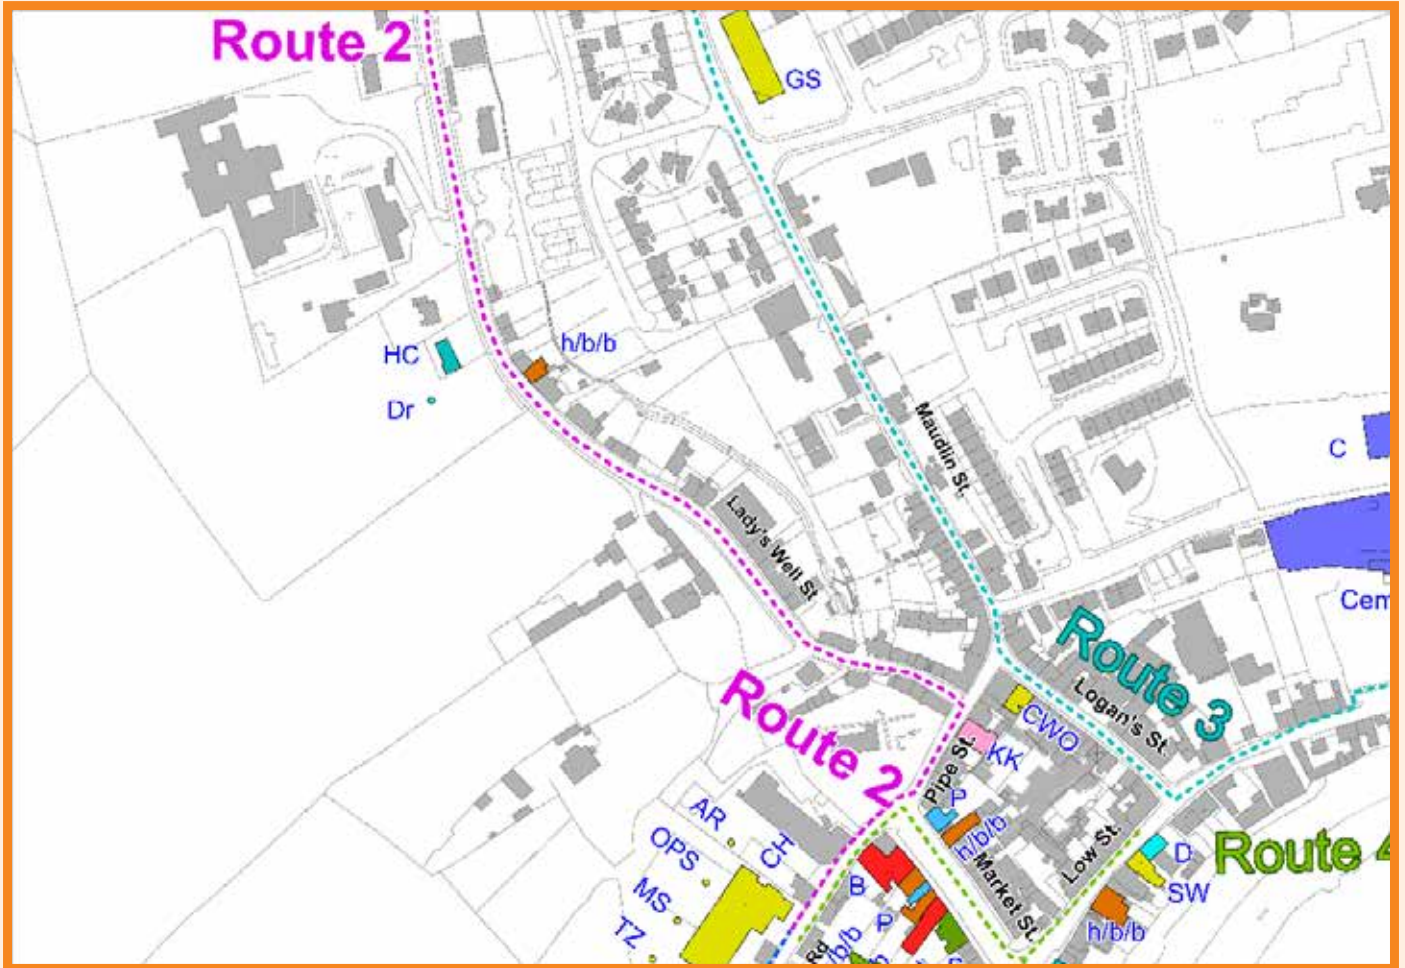 Route 2
GS
h/b/b
HC
Dr
Maudlin St.
C
Lady's Well St
Cem
Route 3
Logan's St.
Route 2
CWO
KK
Pipe St.
P
h/b/b
AR
CH
OPS
Market St.
Low St.
D
Route 4
B
SW
MS
P
h/b/b
TZ
Rd